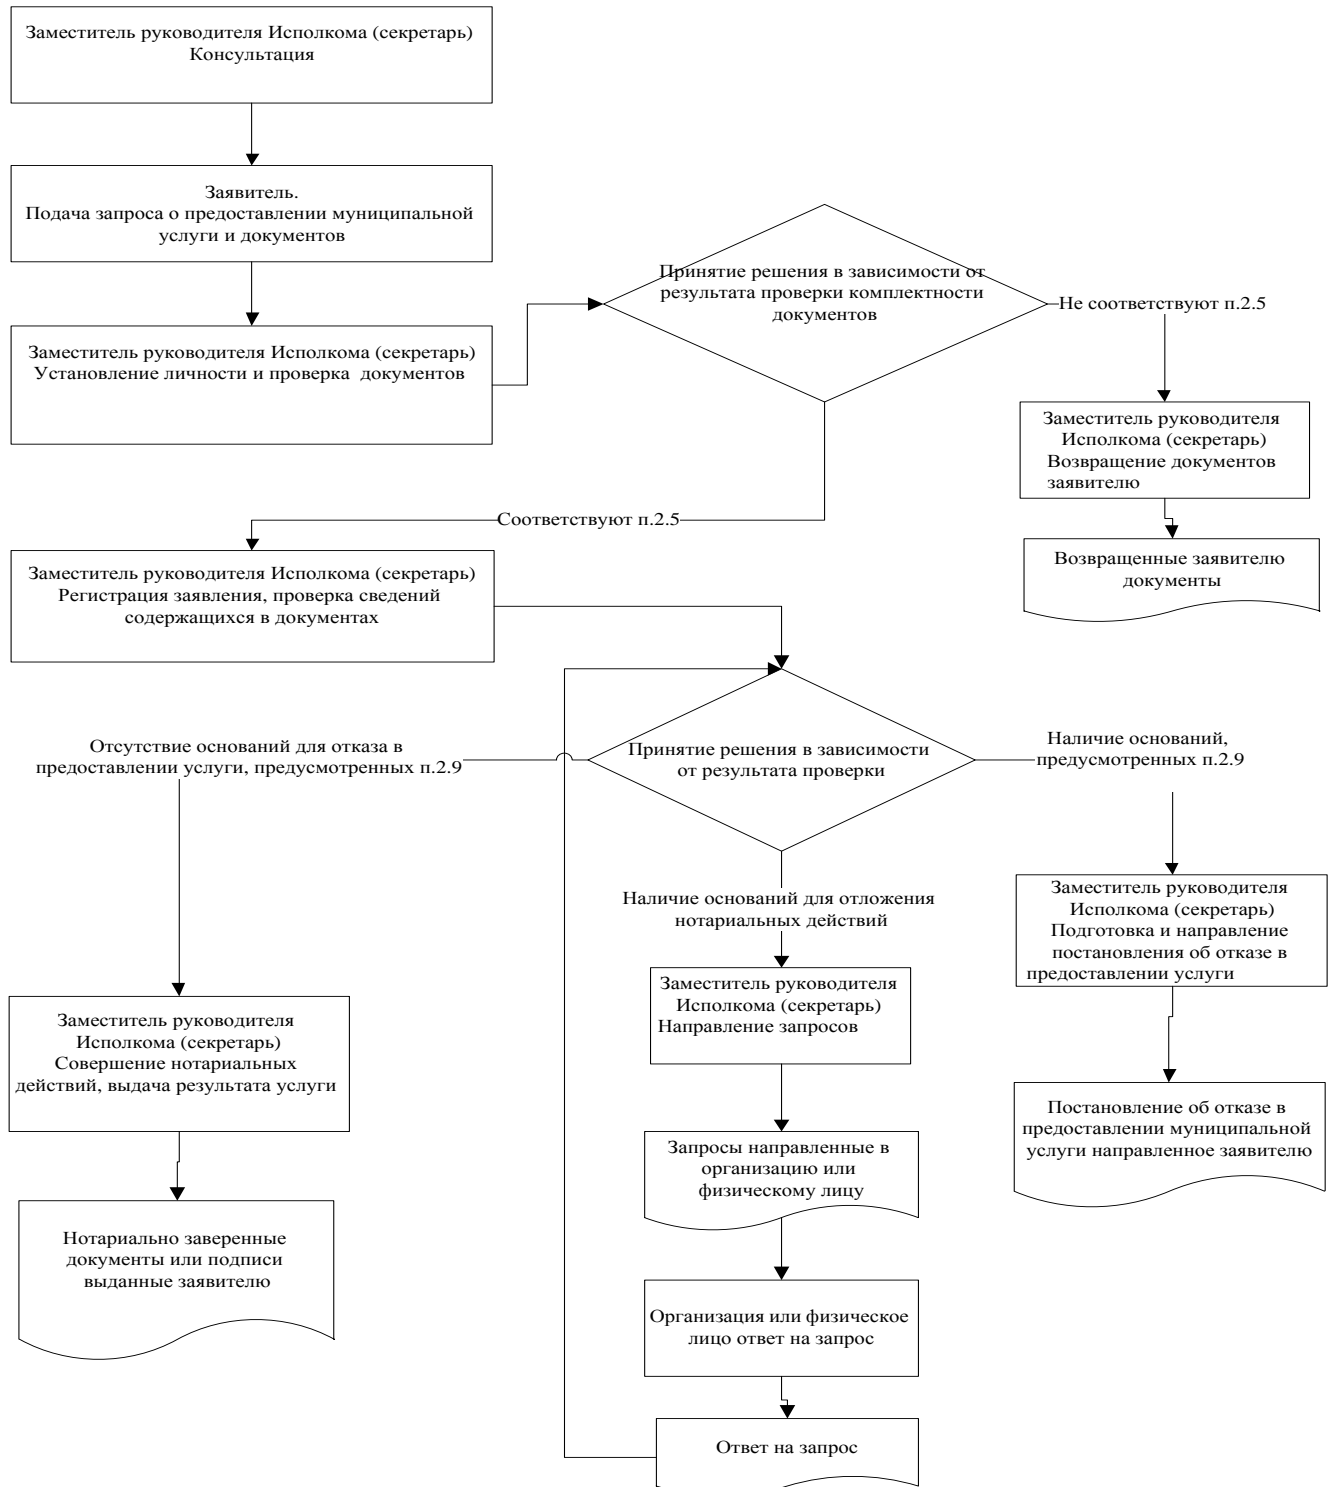 Заместитель руководителя Исполкома (секретарь)
Консультация
Заявитель.
Подача запроса о предоставлении муниципальной
услуги и документов
Принятие решения в зависимости от
результата проверки комплектности
документов
Не соответствуют п.2.5
Заместитель руководителя Исполкома (секретарь)
Установление личности и проверка документов
Заместитель руководителя
Исполкома (секретарь)
Возвращение документов
заявителю
Соответствуют п.2.5
Возвращенные заявителю
документы
Заместитель руководителя Исполкома (секретарь)
Регистрация заявления, проверка сведений
содержащихся в документах
Отсутствие оснований для отказа в
предоставлении услуги, предусмотренных п.2.9
Принятие решения в зависимости
от результата проверки
Наличие оснований,
предусмотренных п.2.9
Наличие оснований для отложения
нотариальных действий
Заместитель руководителя
Исполкома (секретарь)
Подготовка и направление
постановления об отказе в
предоставлении услуги
Заместитель руководителя
Исполкома (секретарь)
Направление запросов
Заместитель руководителя
Исполкома (секретарь)
Совершение нотариальных
действий, выдача результата услуги
Постановление об отказе в
предоставлении муниципальной
услуги направленное заявителю
Запросы направленные в
организацию или
физическому лицу
Нотариально заверенные
документы или подписи
выданные заявителю
Организация или физическое
лицо ответ на запрос
Ответ на запрос